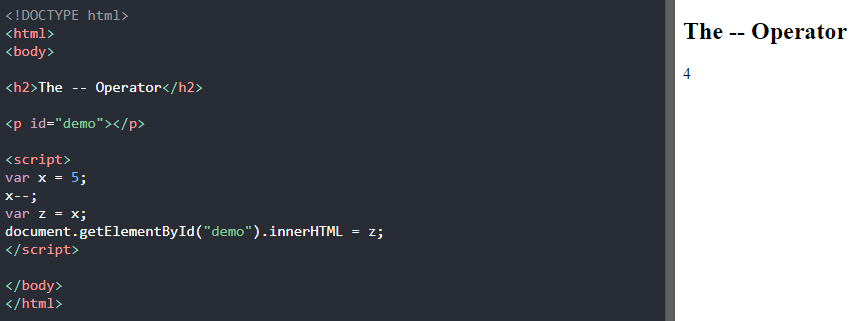 <!DOCTYPE html>
<html>
<body>
<h2>The -- Operator</h2>
<p id="demo"></p>
<script>
var x = 5;
x--;
var z = x;
document.getElementById("demo").innerHTML = z;
</script>
</body>
</html>
The -- Operator
4